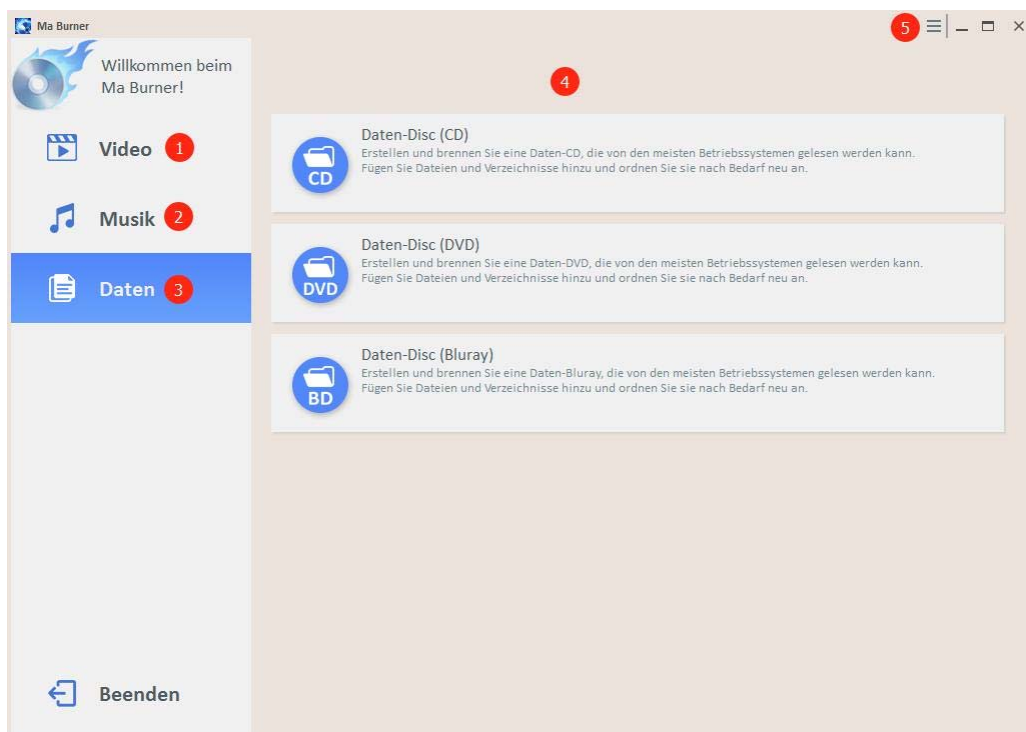 Ma Burner
5
Willkommen beim
Ma Burner!
4
Video 1
Musik 2
Daten 3
Beenden
CD
Daten-Disc (CD)
Erstellen und brennen Sie eine Daten-CD, die von den meisten Betriebssystemen gelesen werden kann.
Fügen Sie Dateien und Verzeichnisse hinzu und ordnen Sie sie nach Bedarf neu an.
DVD
Daten-Disc (DVD)
Erstellen und brennen Sie eine Daten-DVD, die von den meisten Betriebssystemen gelesen werden kann.
Fügen Sie Dateien und Verzeichnisse hinzu und ordnen Sie sie nach Bedarf neu an.
BD
Daten-Disc (Bluray)
Erstellen und brennen Sie eine Daten-Bluray, die von den meisten Betriebssystemen gelesen werden kann.
Fügen Sie Dateien und Verzeichnisse hinzu und ordnen Sie sie nach Bedarf neu an.